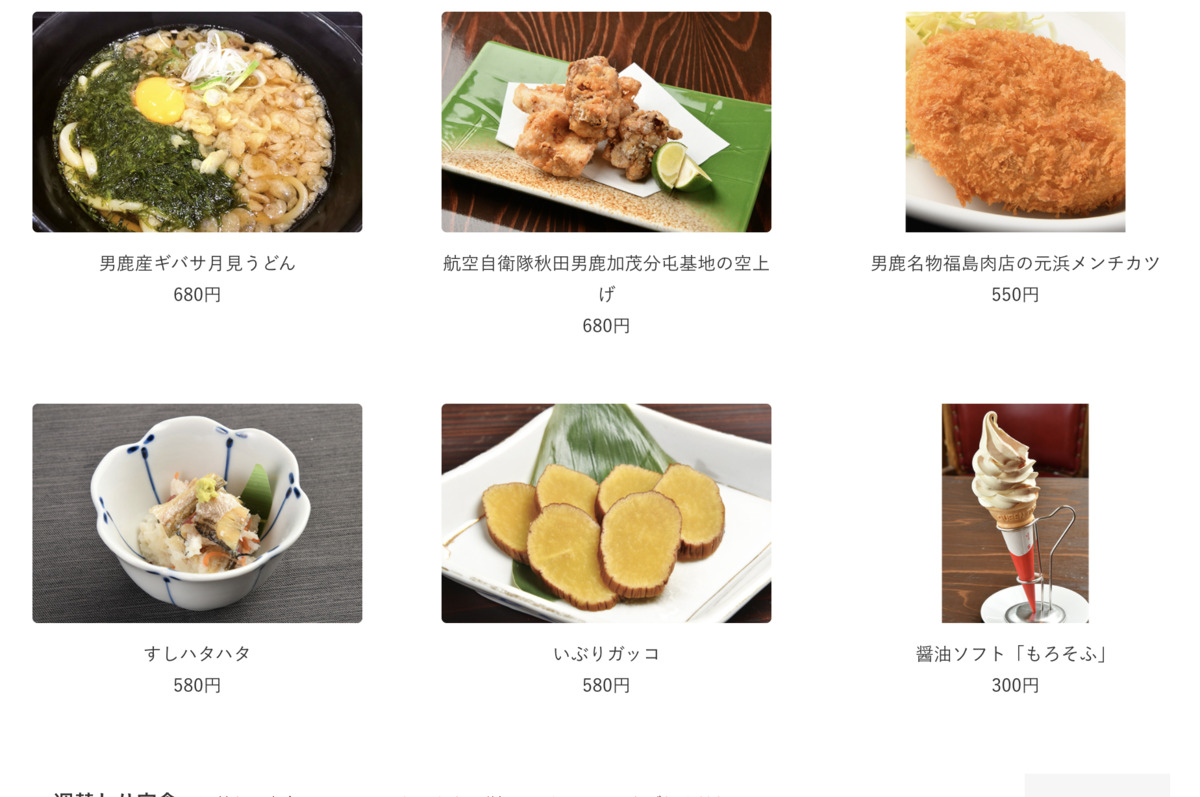 男鹿産ギバサ月見うどん
680円
航空自衛隊秋田男鹿加茂分屯基地の空上
げ
680円
男鹿名物福島肉店の元浜メンチカツ
550円
すしハタハタ
580円
いぶりガッコ
580円
醤油ソフト「もろそふ」
300円